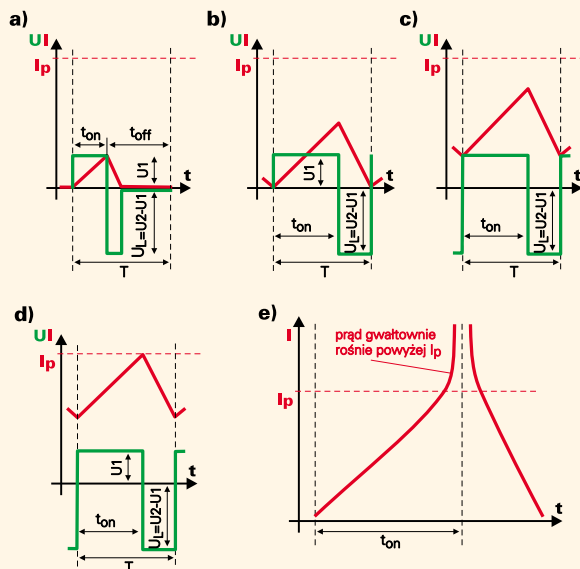 a)
UI
Ip
ton
toff
U1
t
UL=U2-U1
T
b)
UI
Ip
U1
t
ton
UL=U2-U1
T
c)
UI
Ip
t
ton
UL=U2-U1
T
d)
UI
Ip
U1
t
ton
UL=U2-U1
T
e)
I
prąd gwałtownie
rośnie powyżej Ip
Ip
t
ton